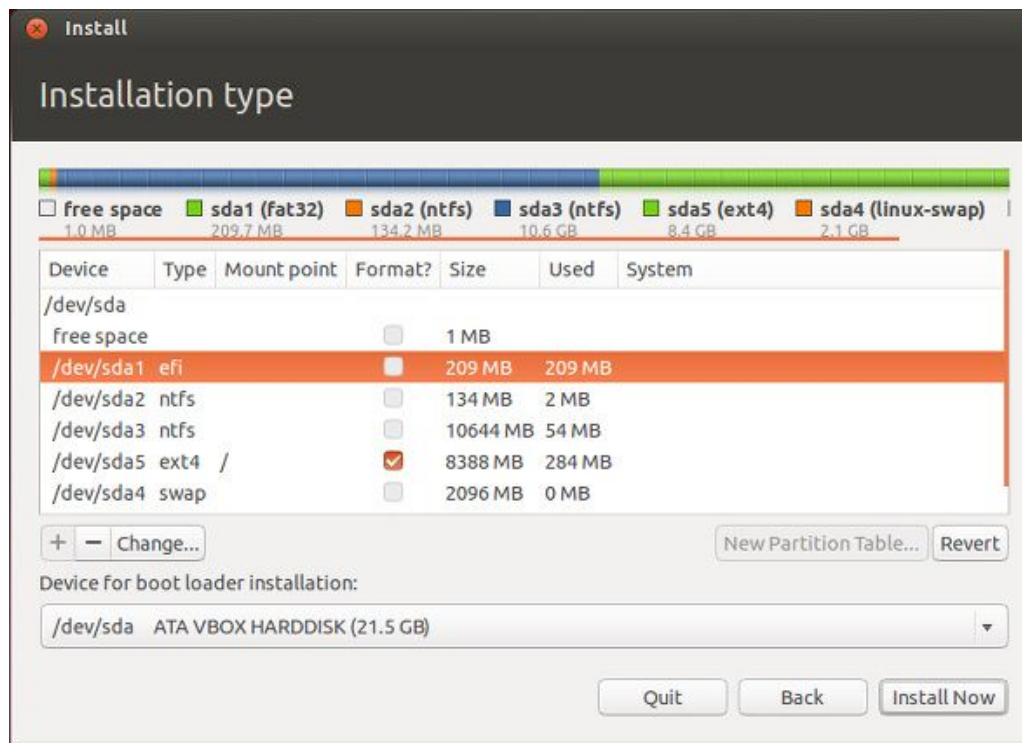 Install
Installation type
free space sda1 (fat32) sda2 (ntfs) sda3 (ntfs) sda5 (ext4) sda4 (linux-swap)
1.0 MB 209.7 MB 134.2 MB 10.6 GB 8.4 GB 2.1 GB
Device Type Mount point Format? Size Used System
/dev/sda
free space 1 MB
/dev/sda1 efi 209 MB 209 MB
/dev/sda2 ntfs 134 MB 2 MB
/dev/sda3 ntfs 10644 MB 54 MB
/dev/sda5 ext4 / 8388 MB 284 MB
/dev/sda4 swap 2096 MB 0 MB
+ − Change... New Partition Table... Revert
Device for boot loader installation:
/dev/sda ATA VBOX HARDDISK (21.5 GB)
Quit Back Install Now